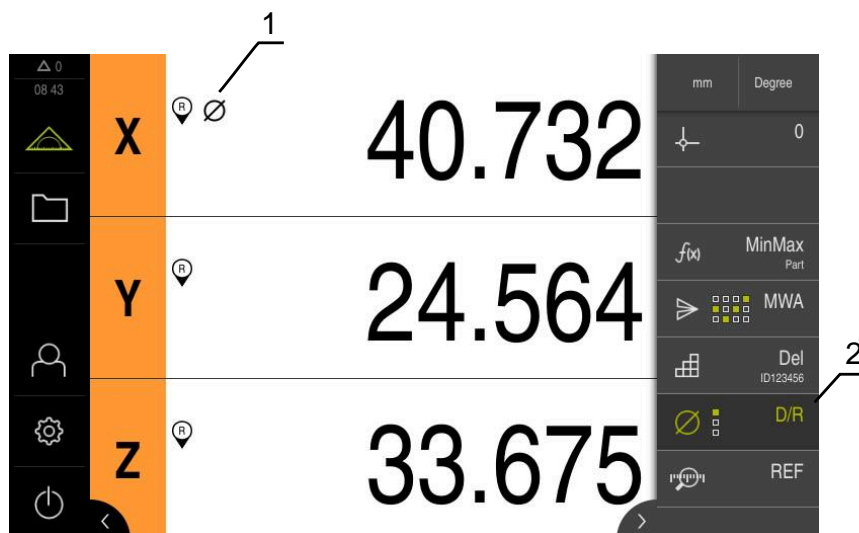 1
0
08 43
mm Degree
X R 40.732
0
Y R 24.564
f(x) MinMax
Part
MWA
Del
ID123456
2
D/R
Z R 33.675
REF